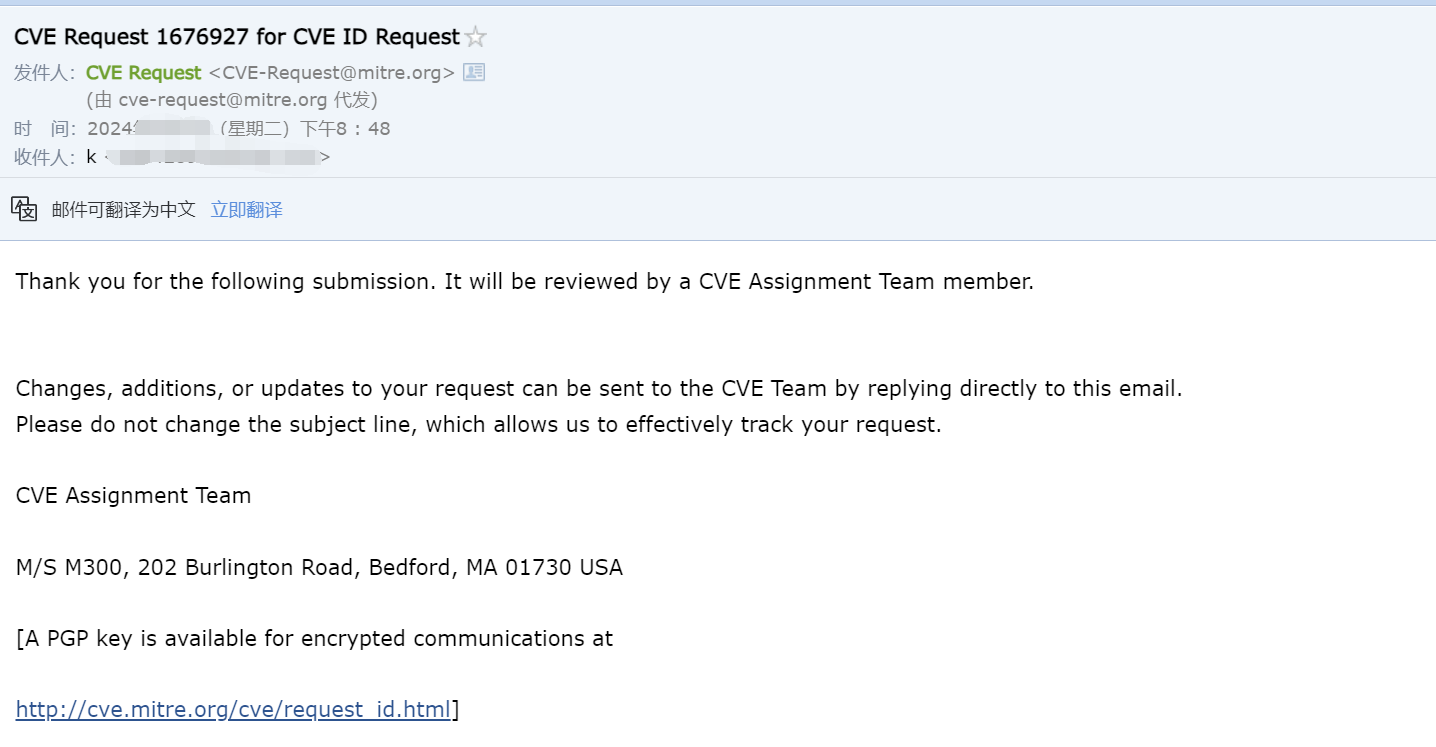 CVE Request 1676927 for CVE ID Request
发件人: CVE Request <CVE-Request@mitre.org>
(由 cve-request@mitre.org 代发)
时 间: 2024年 (星期二) 下午8:48
收件人: k < >
邮件可翻译为中文 立即翻译
Thank you for the following submission. It will be reviewed by a CVE Assignment Team member.
Changes, additions, or updates to your request can be sent to the CVE Team by replying directly to this email.
Please do not change the subject line, which allows us to effectively track your request.
CVE Assignment Team
M/S M300, 202 Burlington Road, Bedford, MA 01730 USA
[A PGP key is available for encrypted communications at
http://cve.mitre.org/cve/request_id.html]